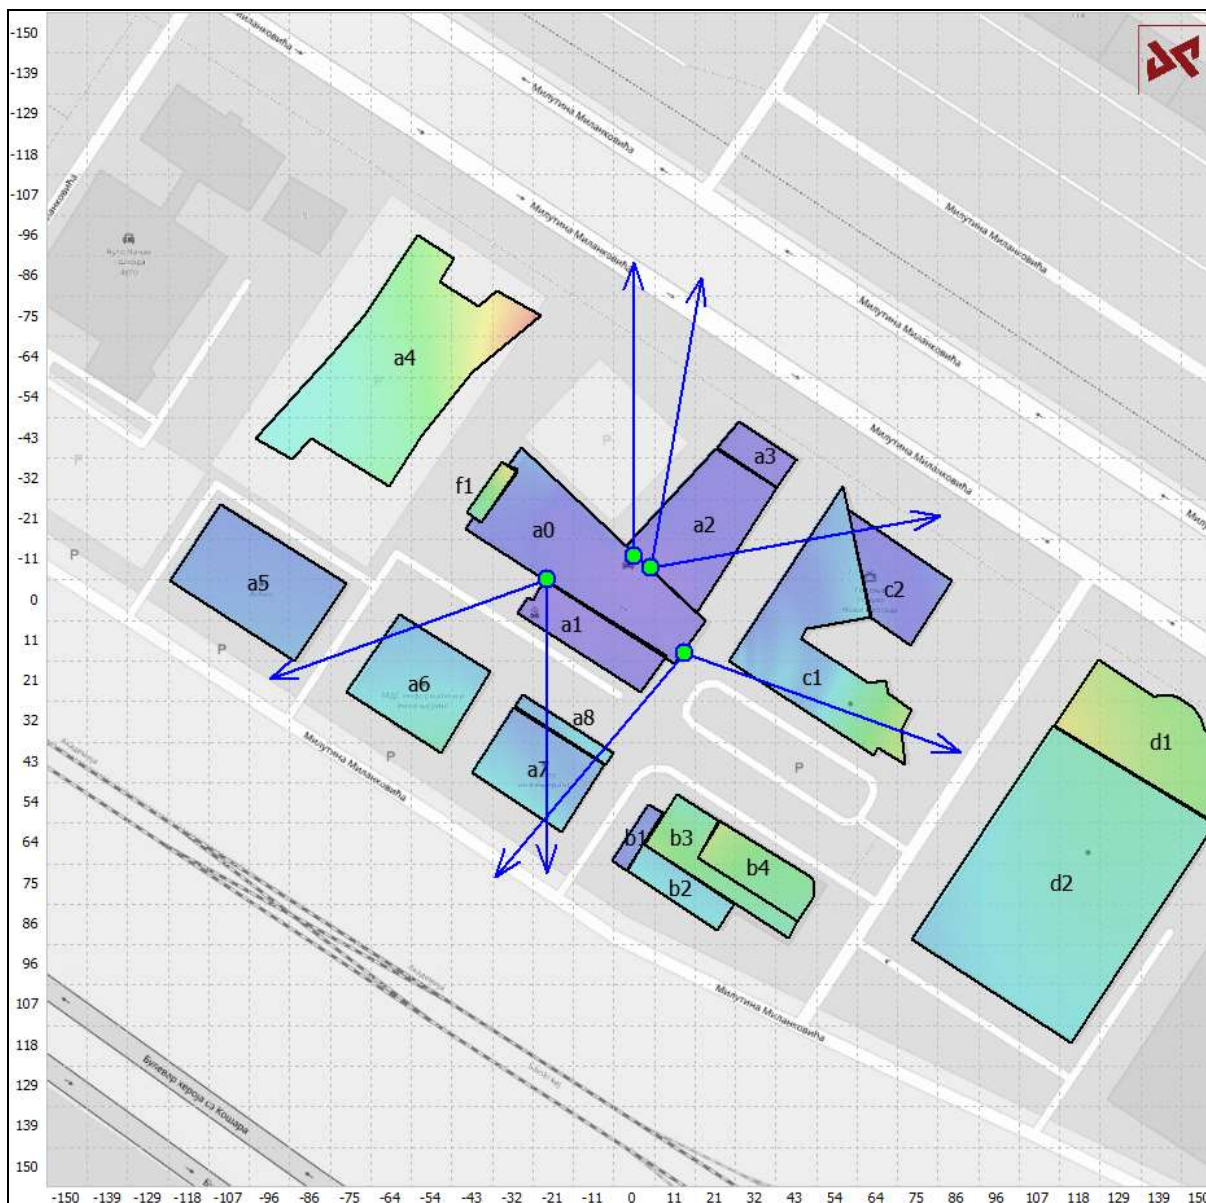 -150
-139
-129
-118
-107
-96
-86
-75
-64
-54
-43
-32
-21
-11
0
11
21
32
43
54
64
75
86
96
107
118
129
139
150
Милутина Миланковића
Милутина Миланковића
Милутина Миланковића
Милутина Миланковића
Милутина Миланковића
a4
a3
f1
a0
a2
a5
c2
a1
a6
c1
a8
a7
d1
b1
b3
b4
b2
d2
P
P
P
P
P
P
Милутина Миланковића
Милутина Миланковића
Булевар хероја са Кошара
-150 -139 -129 -118 -107 -96 -86 -75 -64 -54 -43 -32 -21 -11 0 11 21 32 43 54 64 75 86 96 107 118 129 139 150